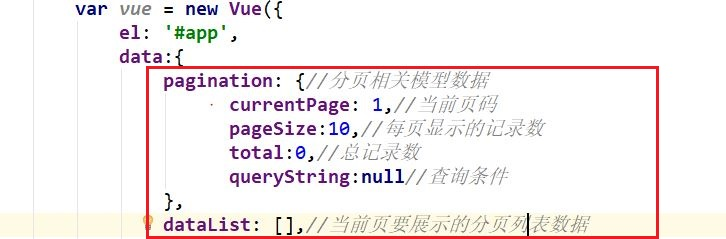 var vue = new Vue({
el: '#app',
data:{
pagination: {//分页相关模型数据
currentPage: 1,//当前页码
pageSize:10,//每页显示的记录数
total:0,//总记录数
queryString:null//查询条件
},
dataList: [],//当前页要展示的分页列表数据